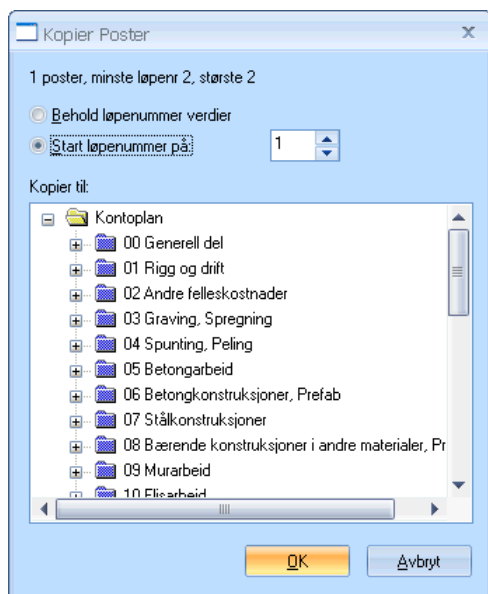 Kopier Poster
1 poster, minste løpenr 2, største 2
Behold løpenummer verdier
Start løpenummer på: 1
Kopier til:
Kontoplan
00 Generell del
01 Rigg og drift
02 Andre felleskostnader
03 Graving, Spregning
04 Spunting, Peling
05 Betongarbeid
06 Betongkonstruksjoner, Prefab
07 Stålkonstruksjoner
08 Bærende konstruksjoner i andre materialer, Pr
09 Murarbeid
10 Flisarbeid
OK Avbryt